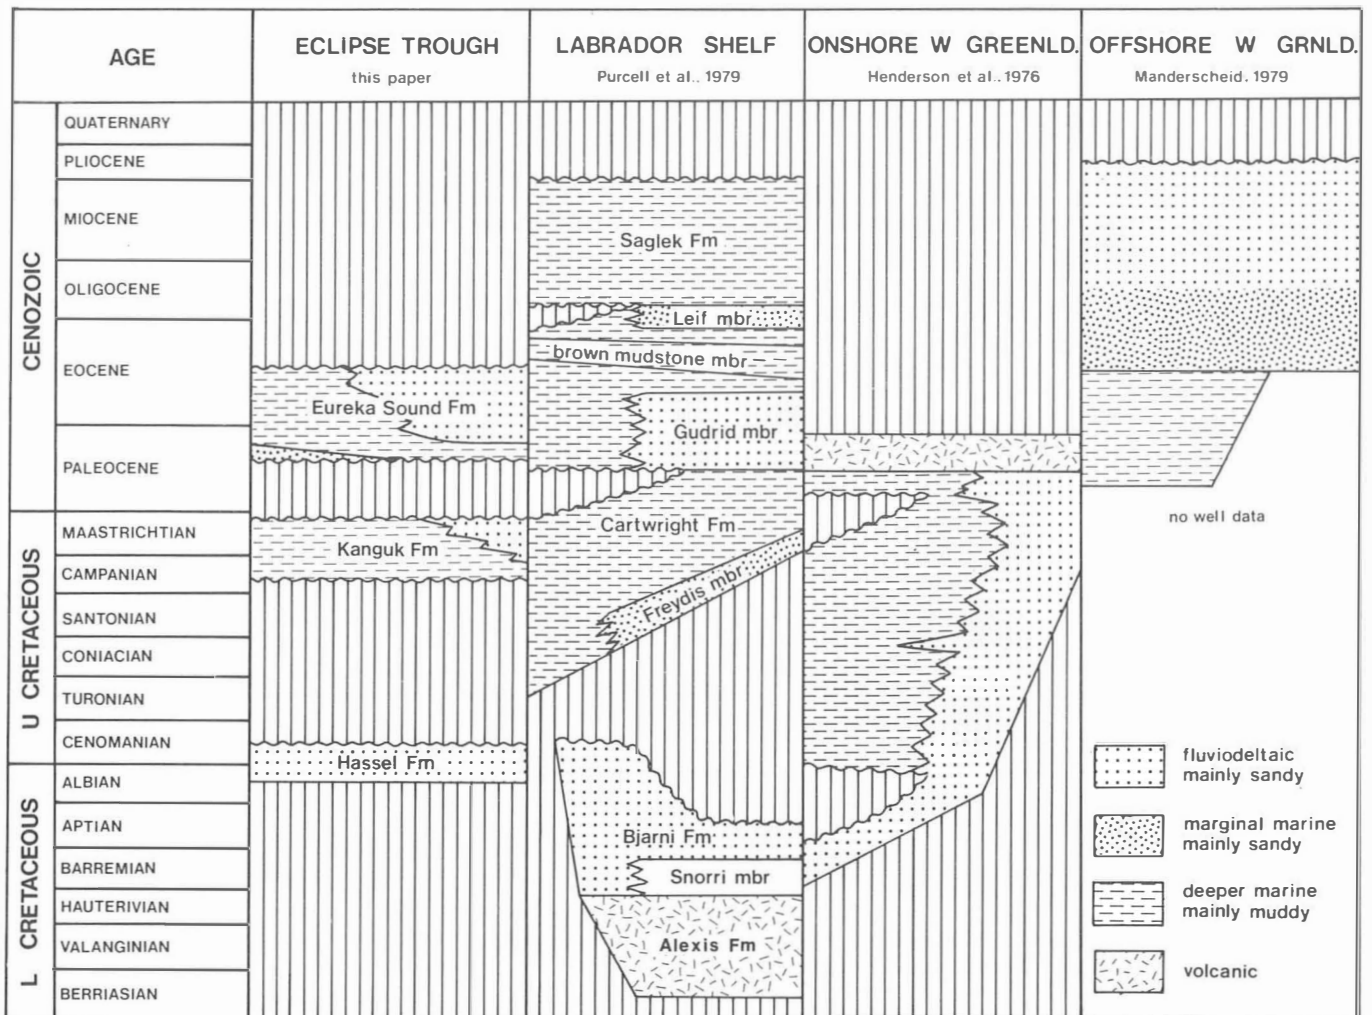 AGE
ECLIPSE TROUGH
this paper
LABRADOR SHELF
Purcell et al., 1979
ONSHORE W GREENLD.
Henderson et al., 1976
OFFSHORE W GRNLD.
Manderscheid, 1979
CENOZOIC
QUATERNARY
PLIOCENE
MIOCENE
OLIGOCENE
EOCENE
PALEOCENE
U CRETACEOUS
MAASTRICHTIAN
CAMPANIAN
SANTONIAN
CONIACIAN
TURONIAN
CENOMANIAN
L CRETACEOUS
ALBIAN
APTIAN
BARREMIAN
HAUTERIVIAN
VALANGINIAN
BERRIASIAN
Eureka Sound Fm
Kanguk Fm
Hassel Fm
Saglek Fm
Leif mbr
brown mudstone mbr
Gudrid mbr
Cartwright Fm
Freydis mbr
Bjarni Fm
Snorri mbr
Alexis Fm
no well data
fluviodeltaic
mainly sandy
marginal marine
mainly sandy
deeper marine
mainly muddy
volcanic